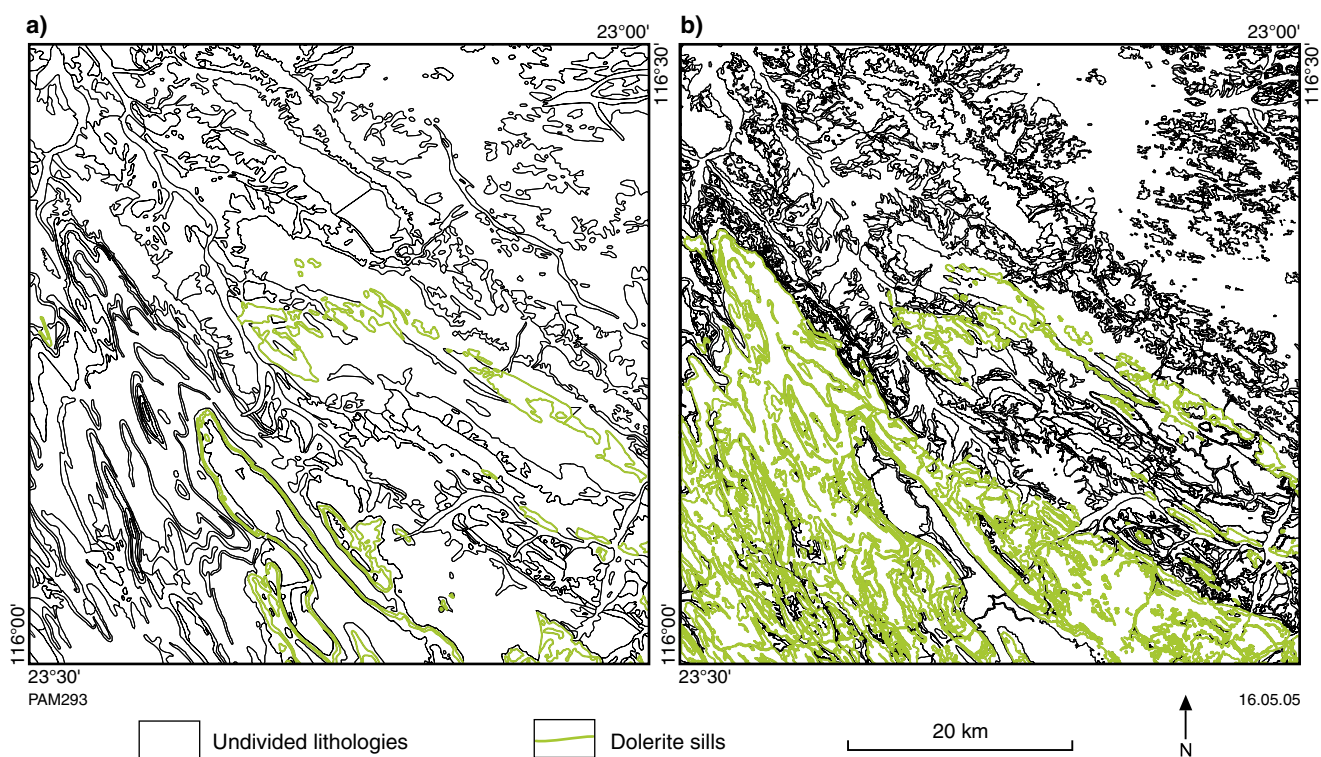 a)
23°00'
b)
23°00'
116°30'
116°30'
116°00'
116°00'
23°30'
23°30'
PAM293
16.05.05
Undivided lithologies
Dolerite sills
20 km
N